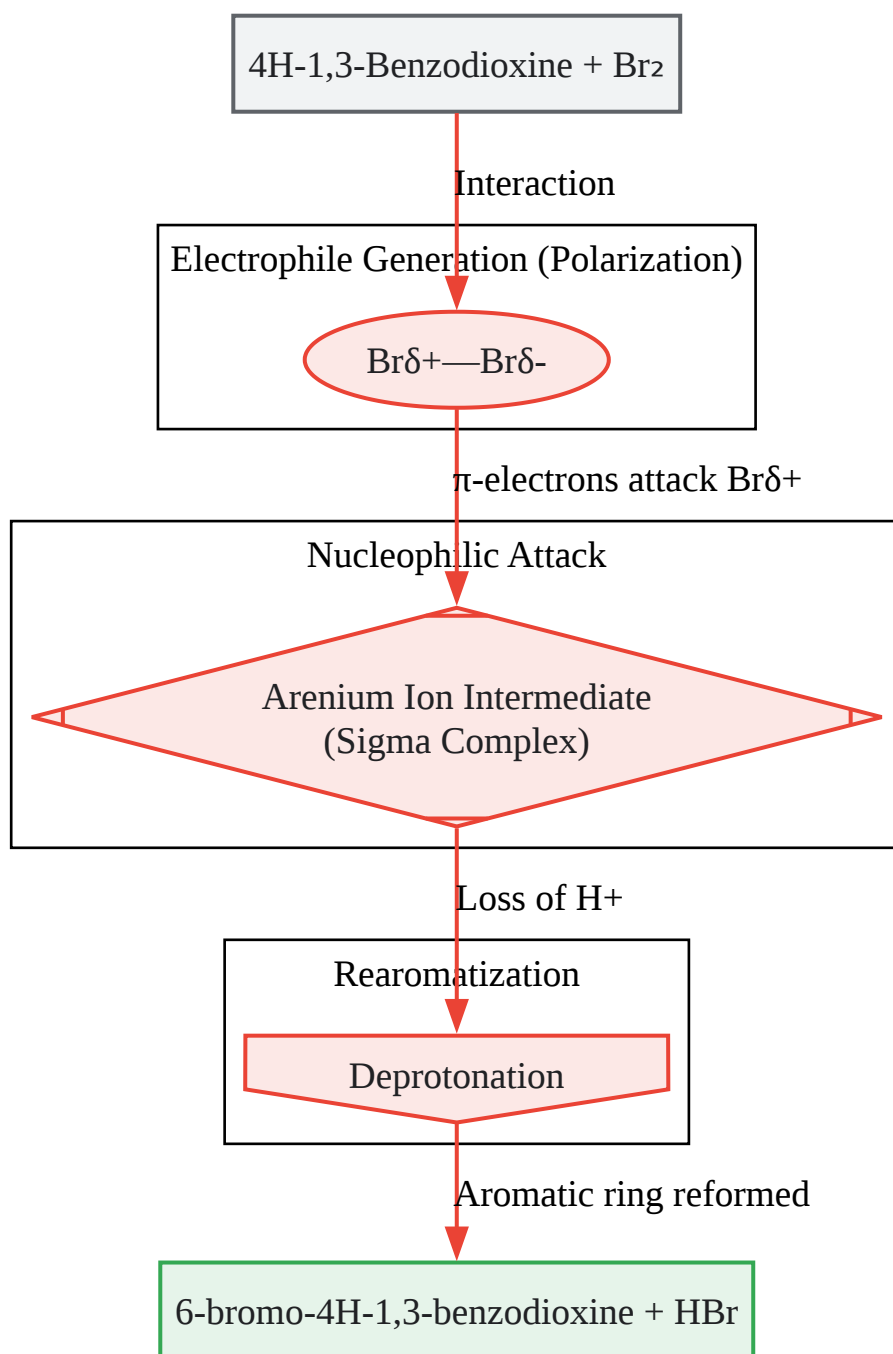 4H-1,3-Benzodioxine + Br₂
Interaction
Electrophile Generation (Polarization)
Brδ+—Brδ-
π-electrons attack Brδ+
Nucleophilic Attack
Arenium Ion Intermediate
(Sigma Complex)
Loss of H+
Rearomatization
Deprotonation
Aromatic ring reformed
6-bromo-4H-1,3-benzodioxine + HBr